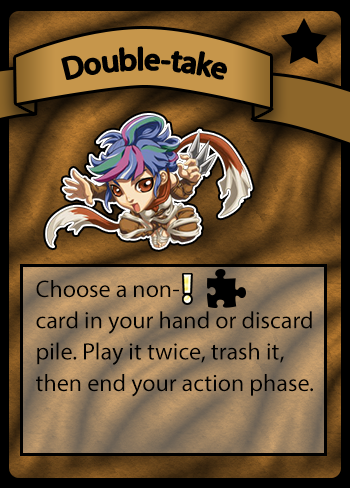 Double-take
Choose a non-!
card in your hand or discard
pile. Play it twice, trash it,
then end your action phase.